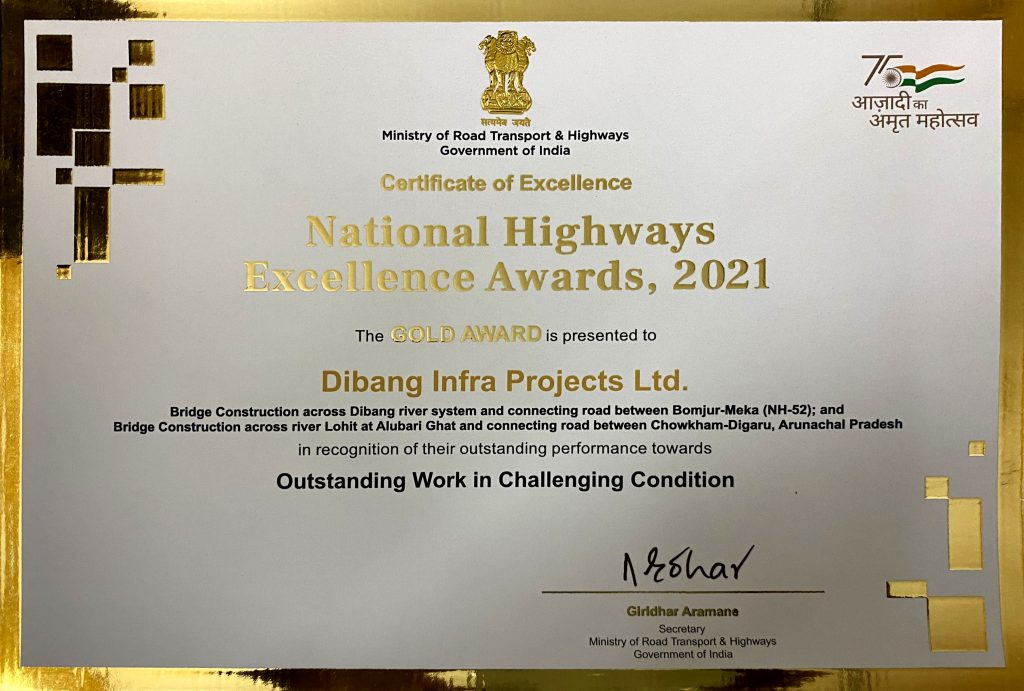 सत्यमेव जयते
Ministry of Road Transport & Highways
Government of India
75
आज़ादी का
अमृत महोत्सव
Certificate of Excellence
National Highways
Excellence Awards, 2021
The GOLD AWARD is presented to
Dibang Infra Projects Ltd.
Bridge Construction across Dibang river system and connecting road between Bomjur-Meka (NH-52); and
Bridge Construction across river Lohit at Alubari Ghat and connecting road between Chowkham-Digaru, Arunachal Pradesh
in recognition of their outstanding performance towards
Outstanding Work in Challenging Condition
Giridhar Aramane
Secretary
Ministry of Road Transport & Highways
Government of India